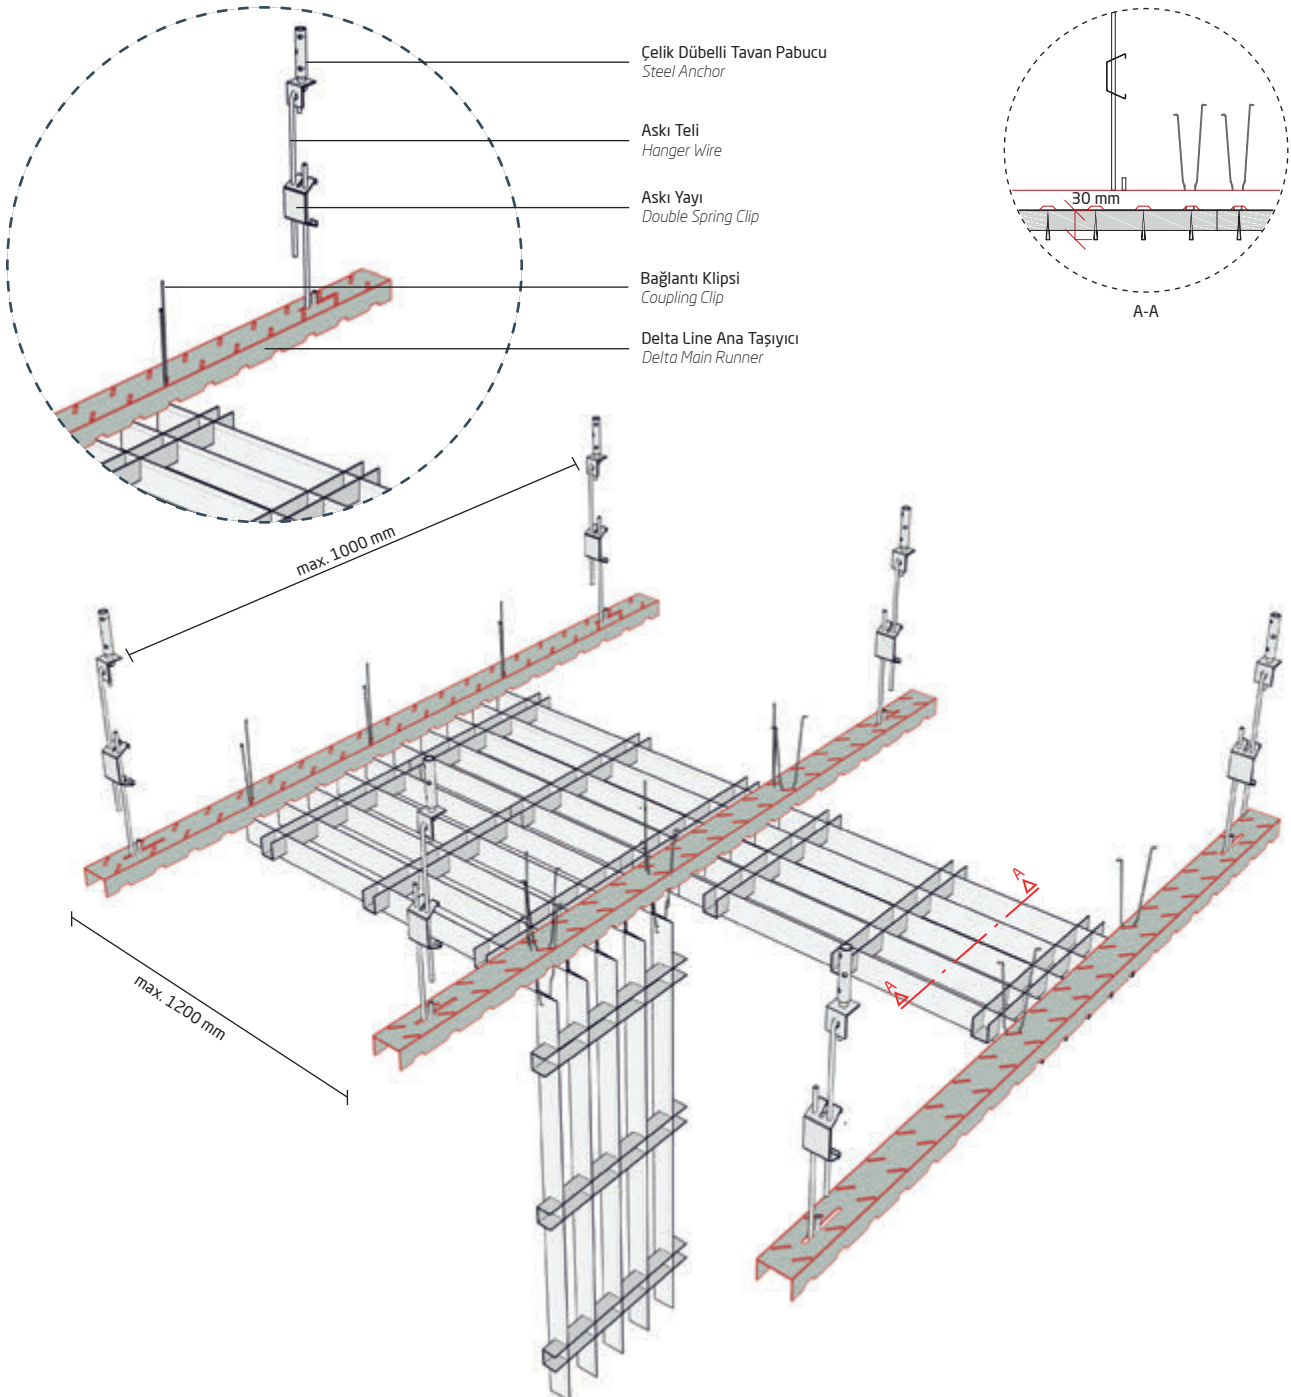 Çelik Dübelli Tavan Pabucu
Steel Anchor
Askı Teli
Hanger Wire
Askı Yayı
Double Spring Clip
Bağlantı Klipsi
Coupling Clip
Delta Line Ana Taşıyıcı
Delta Main Runner
30 mm
A-A
max. 1000 mm
max. 1200 mm
A
A